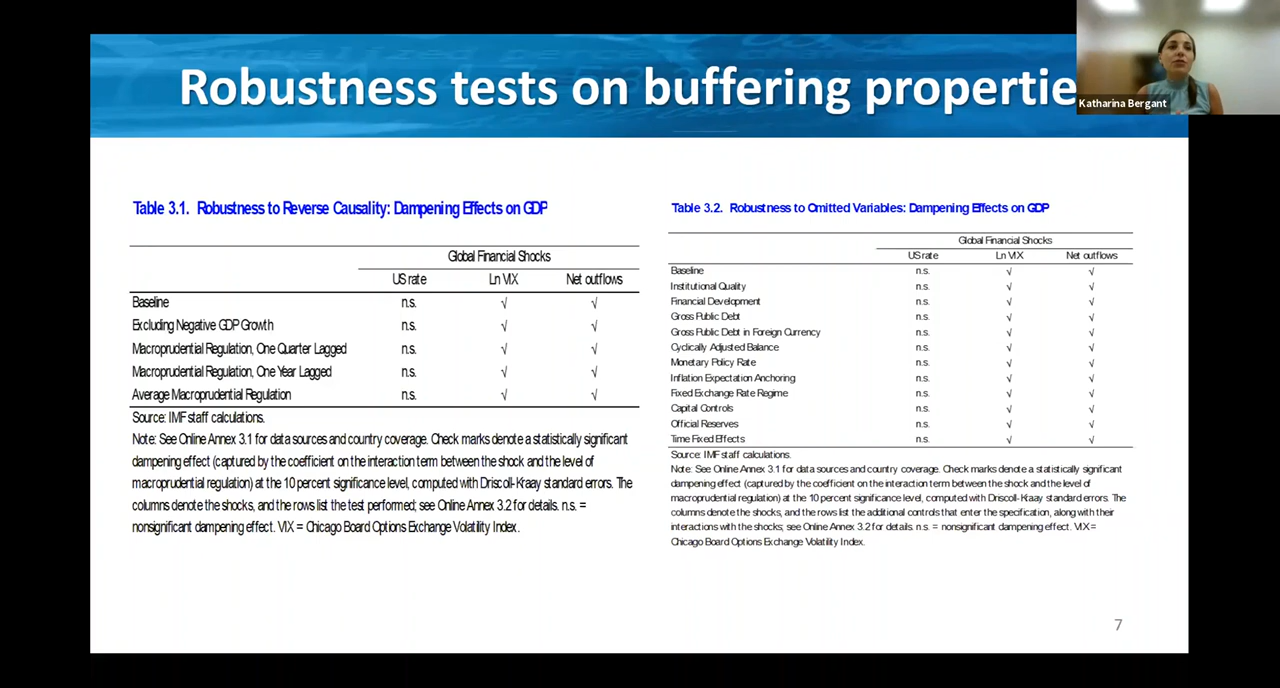 Robustness tests on buffering propertie
Katharina Bergant
Table 3.1. Robustness to Reverse Causality: Dampening Effects on GDP
Global Financial Shocks
US rate Ln VIX Net outflows
Baseline n.s. √ √
Excluding Negative GDP Growth n.s. √ √
Macroprudential Regulation, One Quarter Lagged n.s. √ √
Macroprudential Regulation, One Year Lagged n.s. √ √
Average Macroprudential Regulation n.s. √ √
Source: IMF staff calculations.
Note: See Online Annex 3.1 for data sources and country coverage. Check marks denote a statistically significant
dampening effect (captured by the coefficient on the interaction term between the shock and the level of
macroprudential regulation) at the 10 percent significance level, computed with Driscoll-Kraay standard errors. The
columns denote the shocks, and the rows list the test performed; see Online Annex 3.2 for details. n.s. =
nonsignificant dampening effect. VIX = Chicago Board Options Exchange Volatility Index.
Table 3.2. Robustness to Omitted Variables: Dampening Effects on GDP
Global Financial Shocks
US rate Ln VIX Net outflows
Baseline n.s. √ √
Institutional Quality n.s. √ √
Financial Development n.s. √ √
Gross Public Debt n.s. √ √
Gross Public Debt in Foreign Currency n.s. √ √
Cyclically Adjusted Balance n.s. √ √
Monetary Policy Rate n.s. √ √
Inflation Expectation Anchoring n.s. √ √
Fixed Exchange Rate Regime n.s. √ √
Capital Controls n.s. √ √
Official Reserves n.s. √ √
Time Fixed Effects n.s. √ √
Source: IMF staff calculations.
Note: See Online Annex 3.1 for data sources and country coverage. Check marks denote a statistically significant
dampening effect (captured by the coefficient on the interaction term between the shock and the level of
macroprudential regulation) at the 10 percent significance level, computed with Driscoll-Kraay standard errors. The
columns denote the shocks, and the rows list the additional controls that enter the specification, along with their
interactions with the shocks; see Online Annex 3.2 for details. n.s. = nonsignificant dampening effect. VIX =
Chicago Board Options Exchange Volatility Index.
7